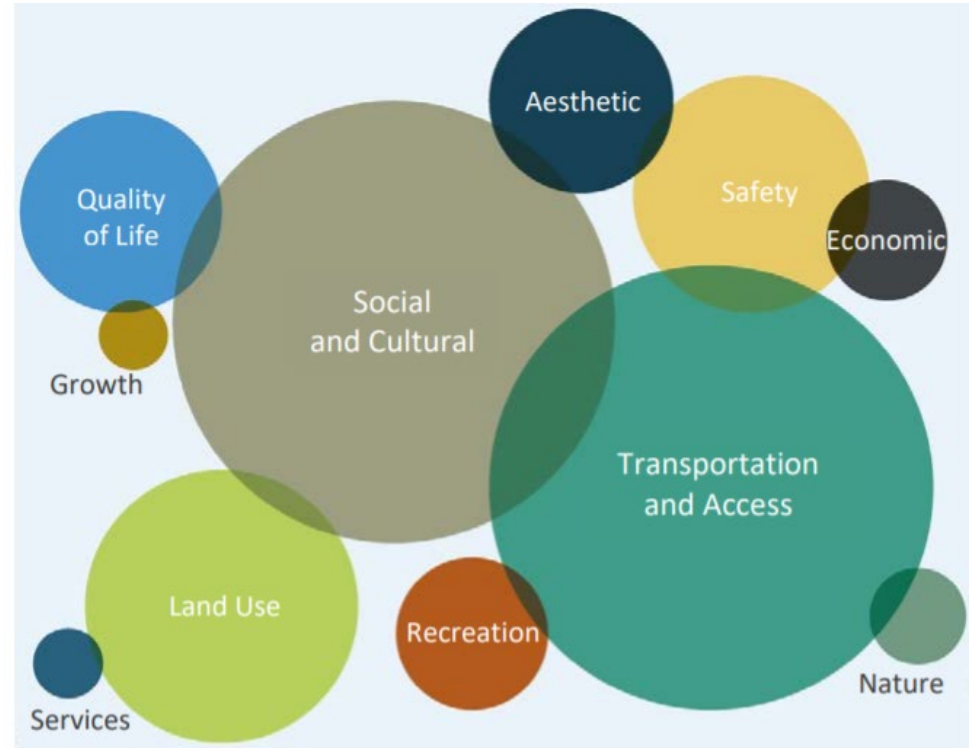 Aesthetic
Safety
Quality
of Life
Economic
Social
and Cultural
Growth
Transportation
and Access
Land Use
Recreation
Nature
Services